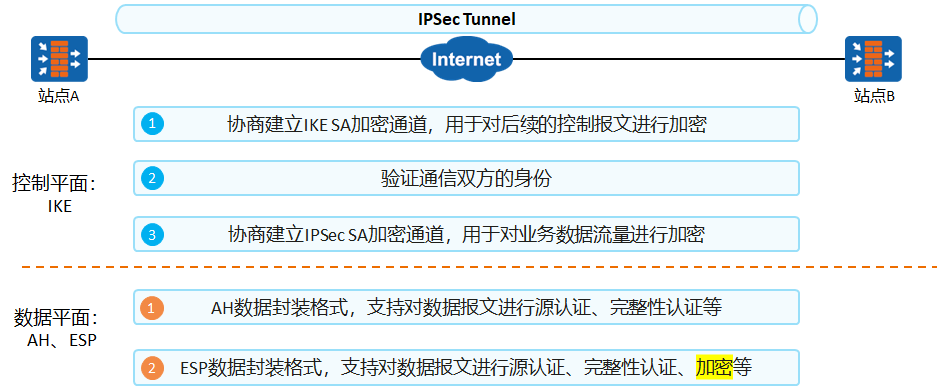 IPSec Tunnel
Internet
站点A
站点B
1 协商建立IKE SA加密通道，用于对后续的控制报文进行加密
控制平面：
IKE
2 验证通信双方的身份
3 协商建立IPSec SA加密通道，用于对业务数据流量进行加密
数据平面：
AH、ESP
1 AH数据封装格式，支持对数据报文进行源认证、完整性认证等
2 ESP数据封装格式，支持对数据报文进行源认证、完整性认证、加密等